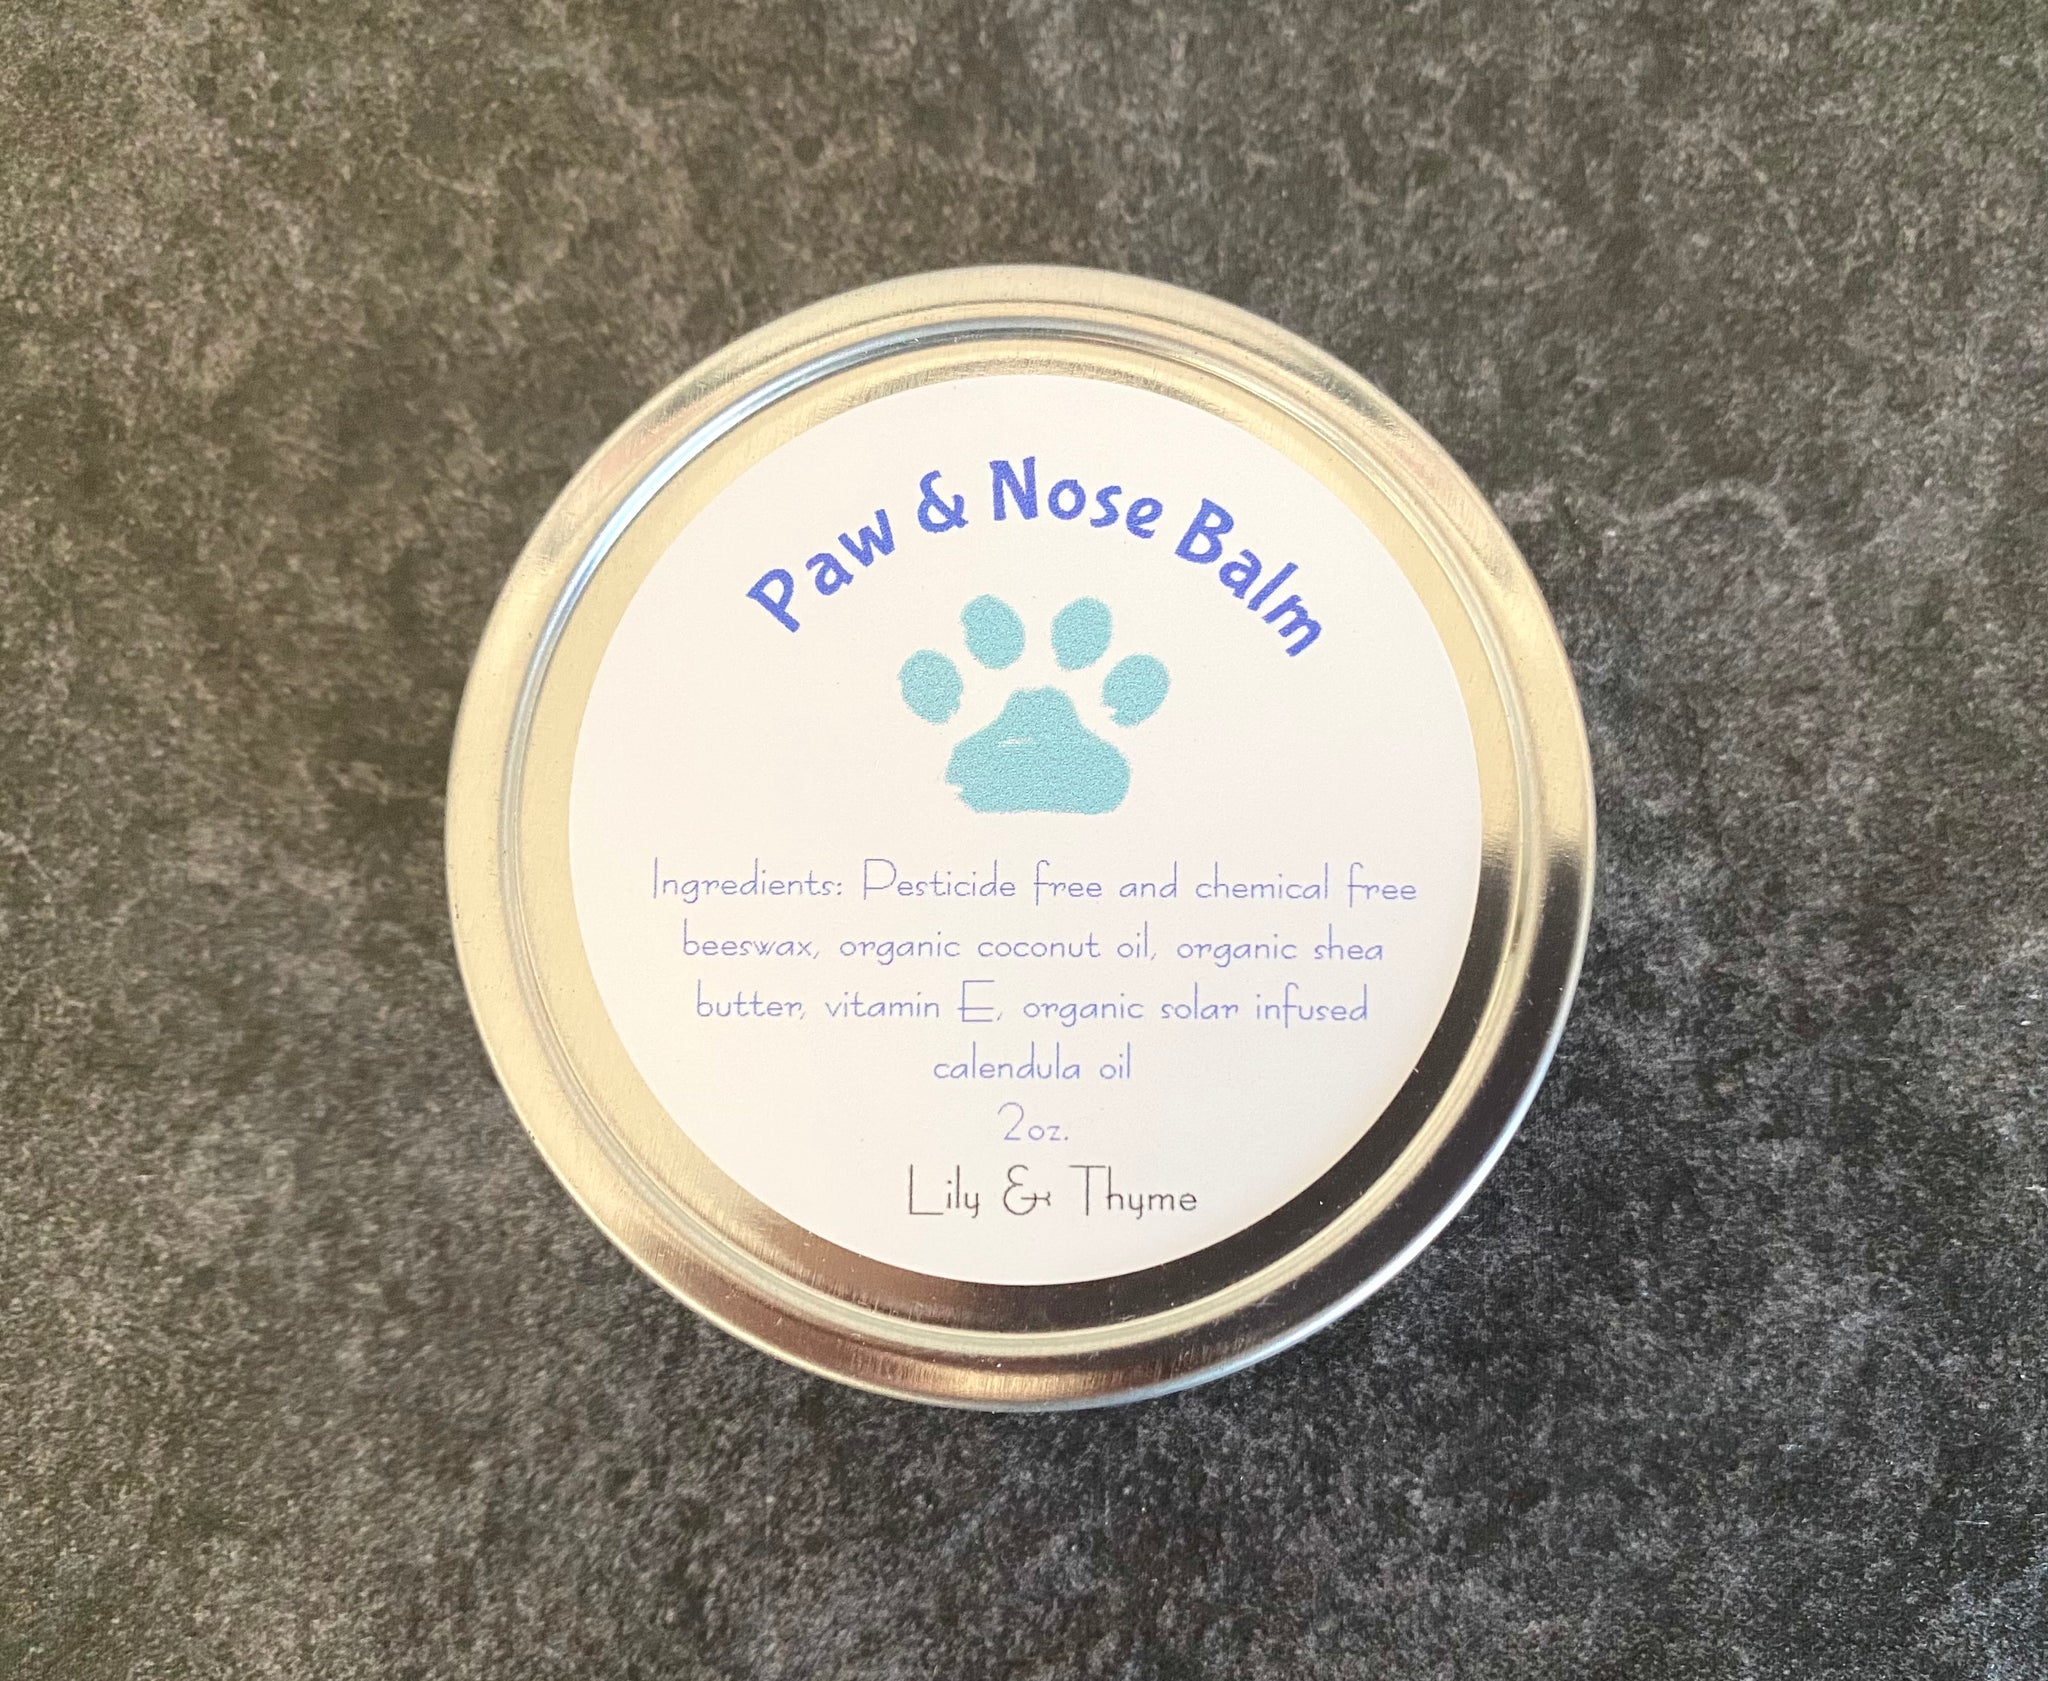 Paw & Nose Balm
Ingredients: Pesticide free and chemical free
beeswax, organic coconut oil, organic shea
butter, vitamin E, organic solar infused
calendula oil
2oz.
Lily & Thyme